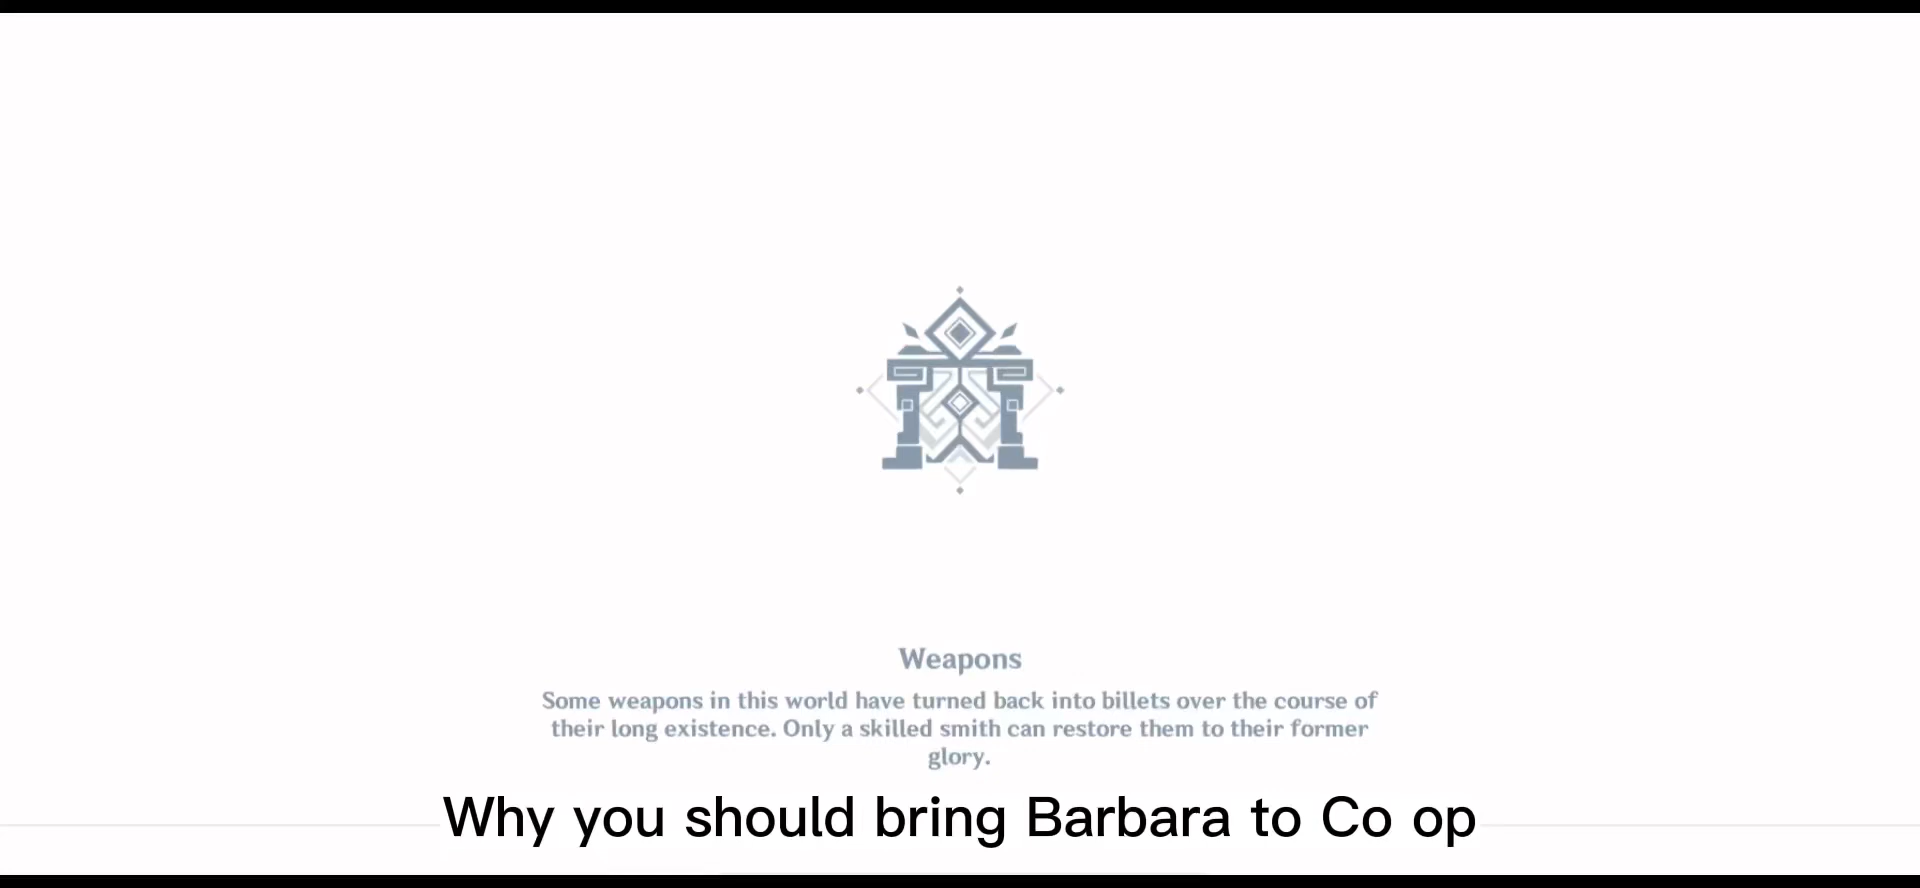 Weapons
Some weapons in this world have turned back into billets over the course of
their long existence. Only a skilled smith can restore them to their former
glory.
Why you should bring Barbara to Co op